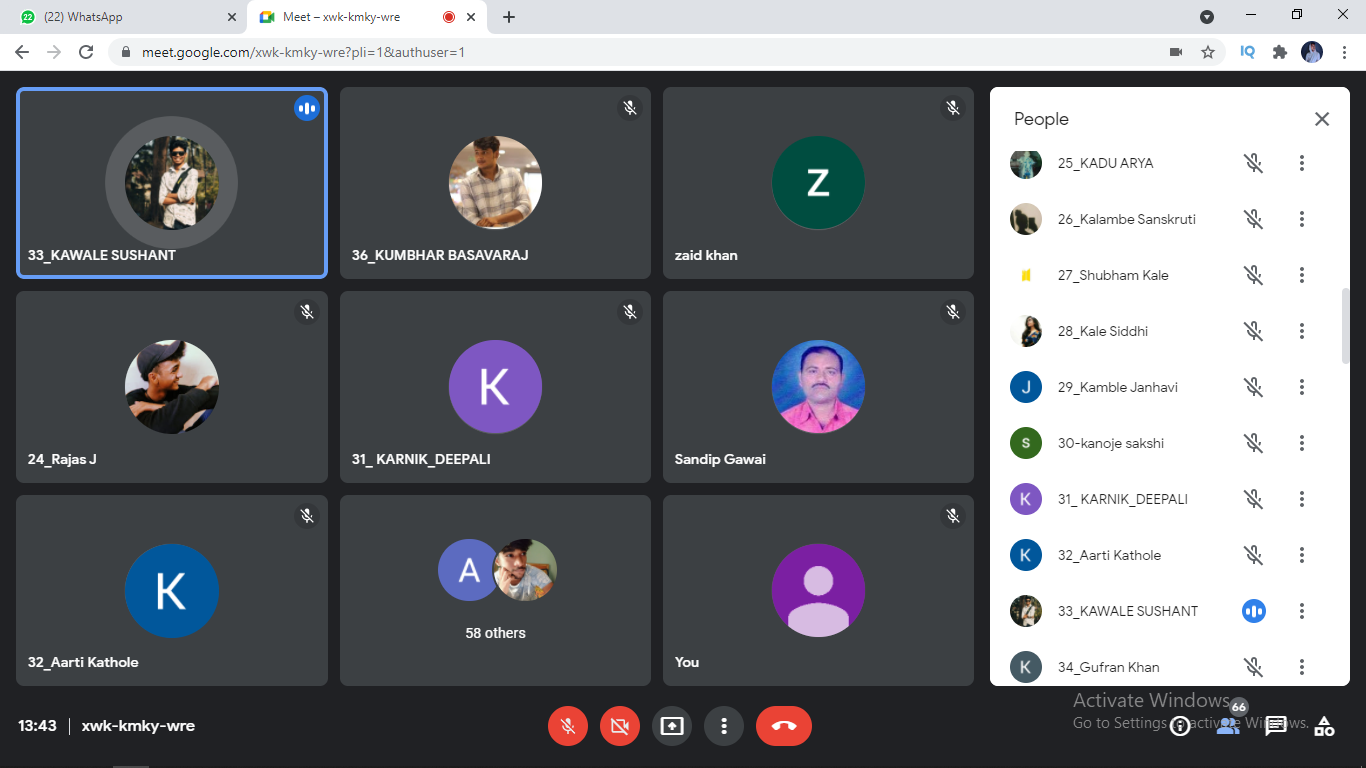 22 (22) WhatsApp
Meet – xwk-kmky-wre
meet.google.com/xwk-kmky-wre?pli=1&authuser=1
IQ
33_KAWALE SUSHANT
36_KUMBHAR BASAVARAJ
Z
zaid khan
24_Rajas J
K
31_ KARNIK_DEEPALI
Sandip Gawai
K
32_Aarti Kathole
A
58 others
You
People
25_KADU ARYA
26_Kalambe Sanskruti
27_Shubham Kale
28_Kale Siddhi
J 29_Kamble Janhavi
S 30-kanoje sakshi
K 31_ KARNIK_DEEPALI
K 32_Aarti Kathole
33_KAWALE SUSHANT
K 34_Gufran Khan
13:43 | xwk-kmky-wre
Activate Windows
66
Go to Settings to activate Windows.